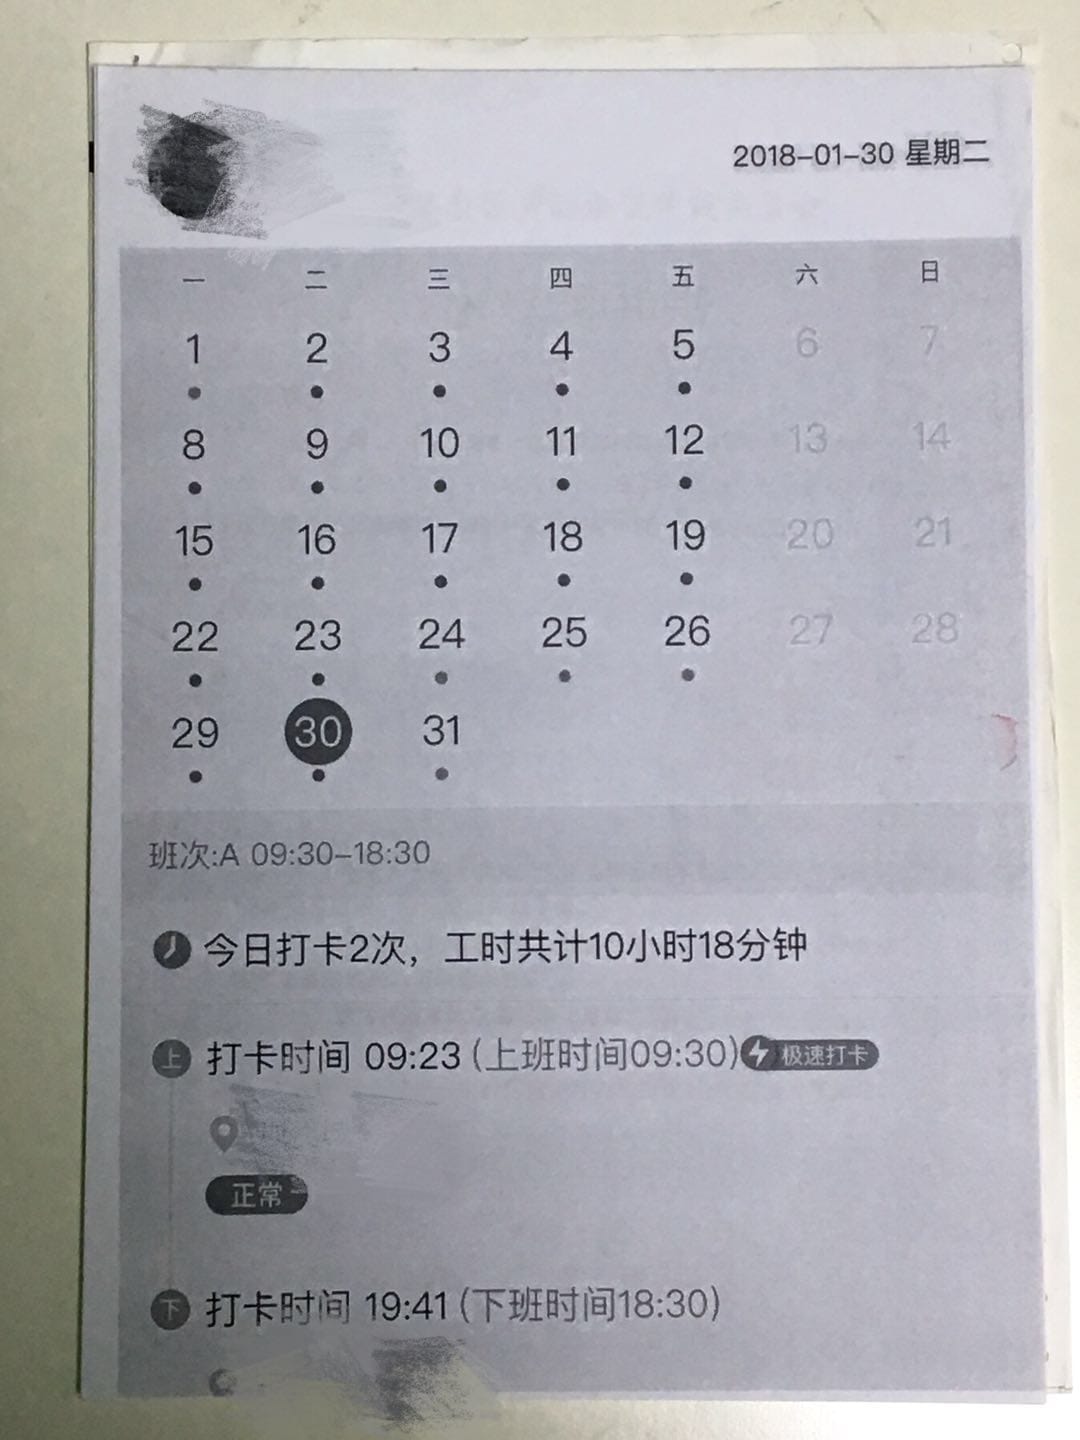 2018-01-30 星期二
一 二 三 四 五 六 日
1 2 3 4 5 6 7
8 9 10 11 12 13 14
15 16 17 18 19 20 21
22 23 24 25 26 27 28
29 30 31
班次:A 09:30-18:30
今日打卡2次，工时共计10小时18分钟
上 打卡时间 09:23 (上班时间09:30) 极速打卡
正常
下 打卡时间 19:41 (下班时间18:30)